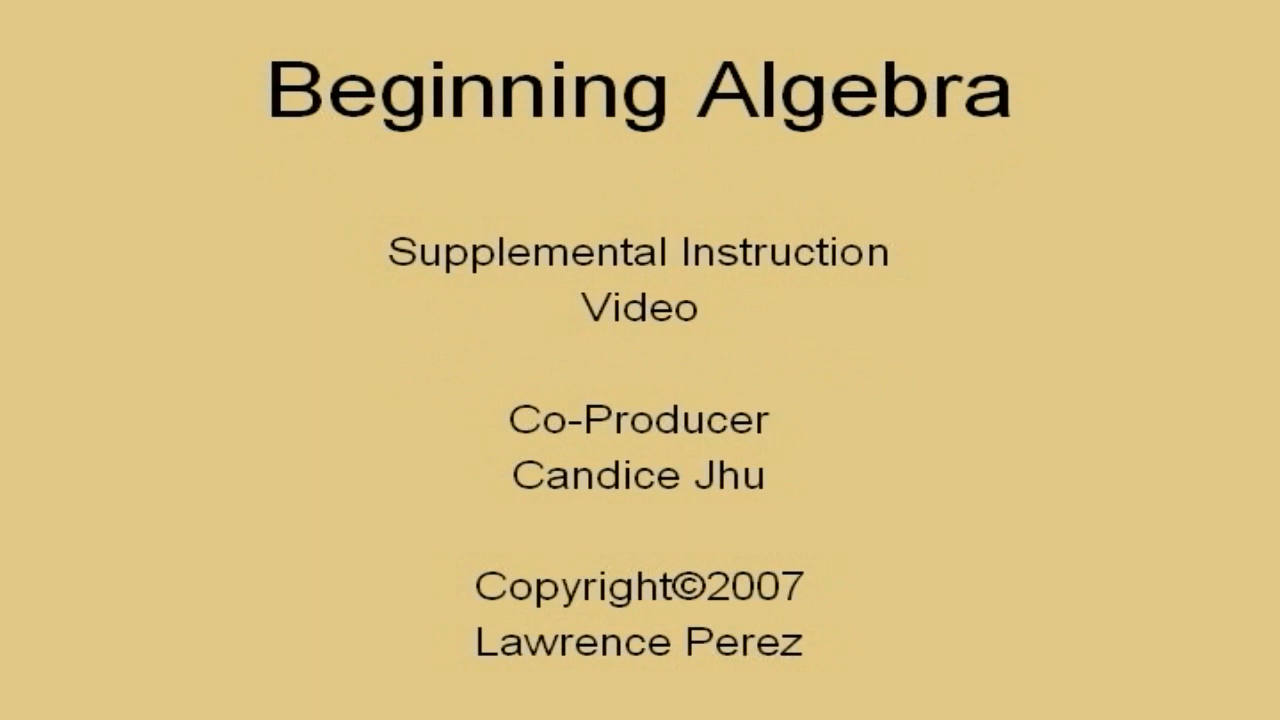 Beginning Algebra
Supplemental Instruction
Video
Co-Producer
Candice Jhu
Copyright©2007
Lawrence Perez